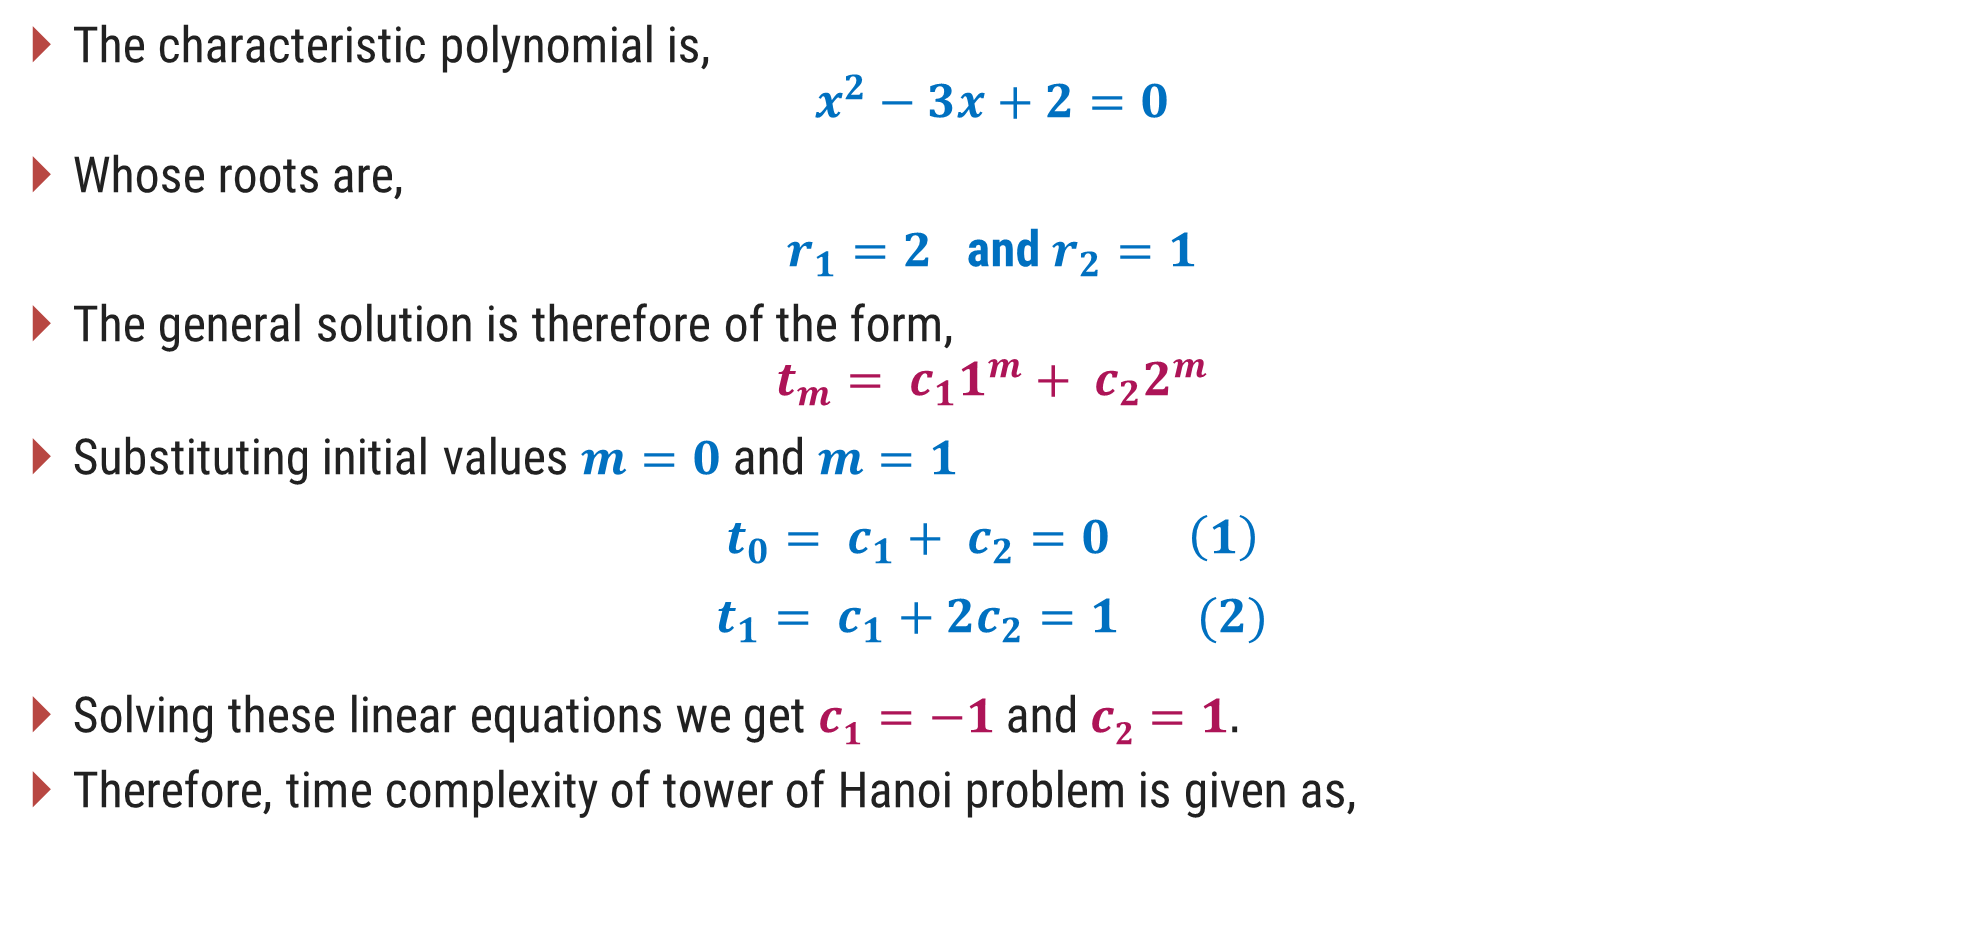 The characteristic polynomial is,
x² − 3x + 2 = 0
Whose roots are,
r₁ = 2 and r₂ = 1
The general solution is therefore of the form,
tₘ = c₁1ᵐ + c₂2ᵐ
Substituting initial values m = 0 and m = 1
t₀ = c₁ + c₂ = 0 (1)
t₁ = c₁ + 2c₂ = 1 (2)
Solving these linear equations we get c₁ = −1 and c₂ = 1.
Therefore, time complexity of tower of Hanoi problem is given as,